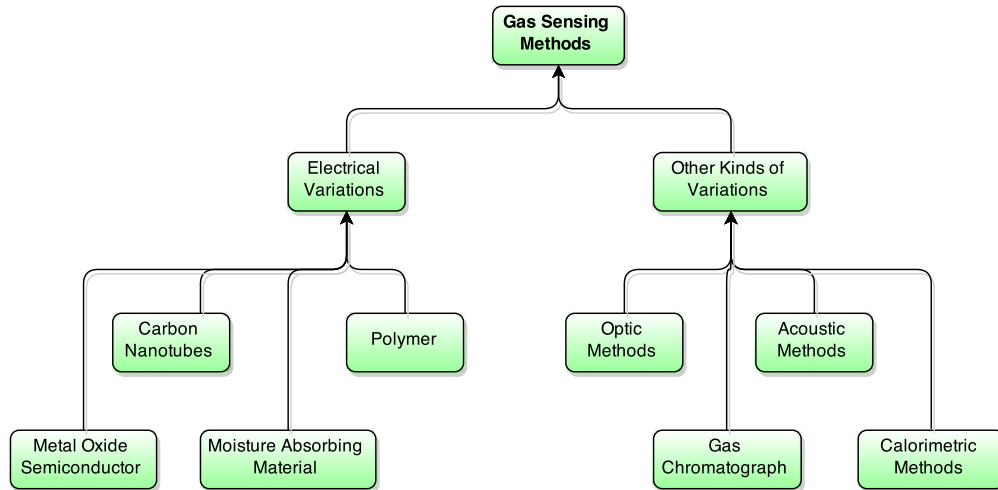 Gas Sensing
Methods
Electrical
Variations
Other Kinds of
Variations
Carbon
Nanotubes
Polymer
Optic
Methods
Acoustic
Methods
Metal Oxide
Semiconductor
Moisture Absorbing
Material
Gas
Chromatograph
Calorimetric
Methods